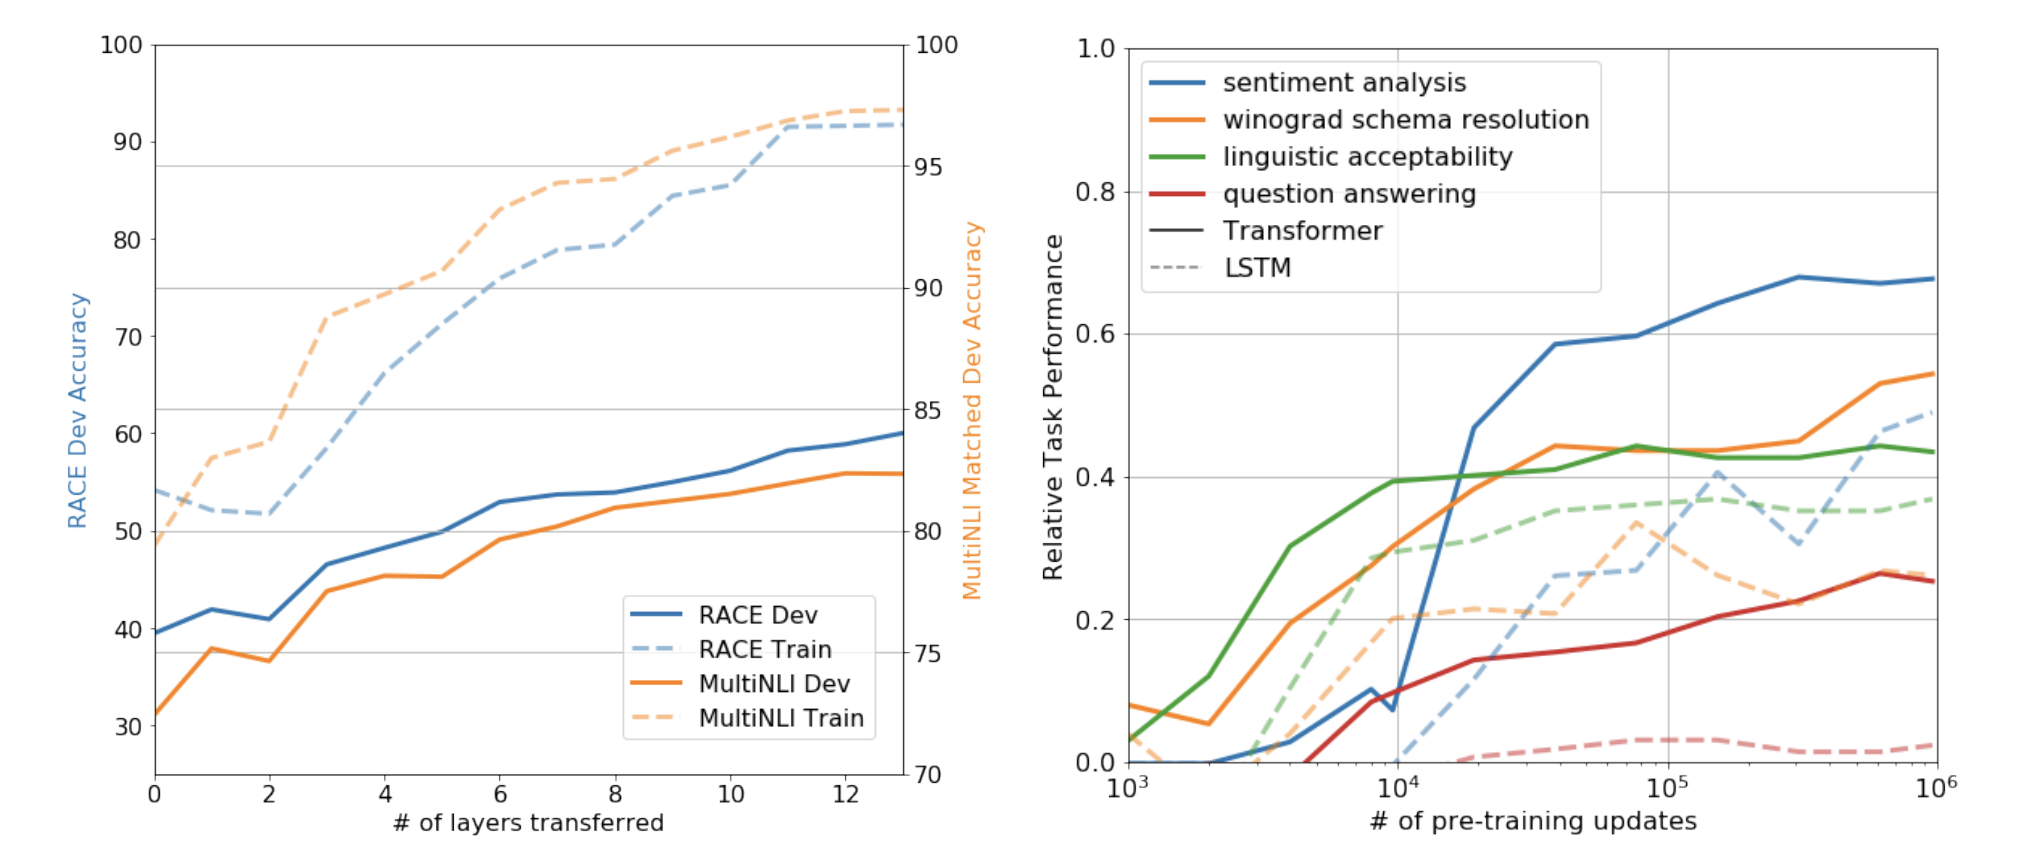 100
90
80
70
60
50
40
30
RACE Dev Accuracy
100
95
90
85
80
75
70
MultiNLI Matched Dev Accuracy
RACE Dev
RACE Train
MultiNLI Dev
MultiNLI Train
0 2 4 6 8 10 12
# of layers transferred
1.0
0.8
0.6
0.4
0.2
0.0
Relative Task Performance
sentiment analysis
winograd schema resolution
linguistic acceptability
question answering
Transformer
LSTM
10³ 10⁴ 10⁵ 10⁶
# of pre-training updates